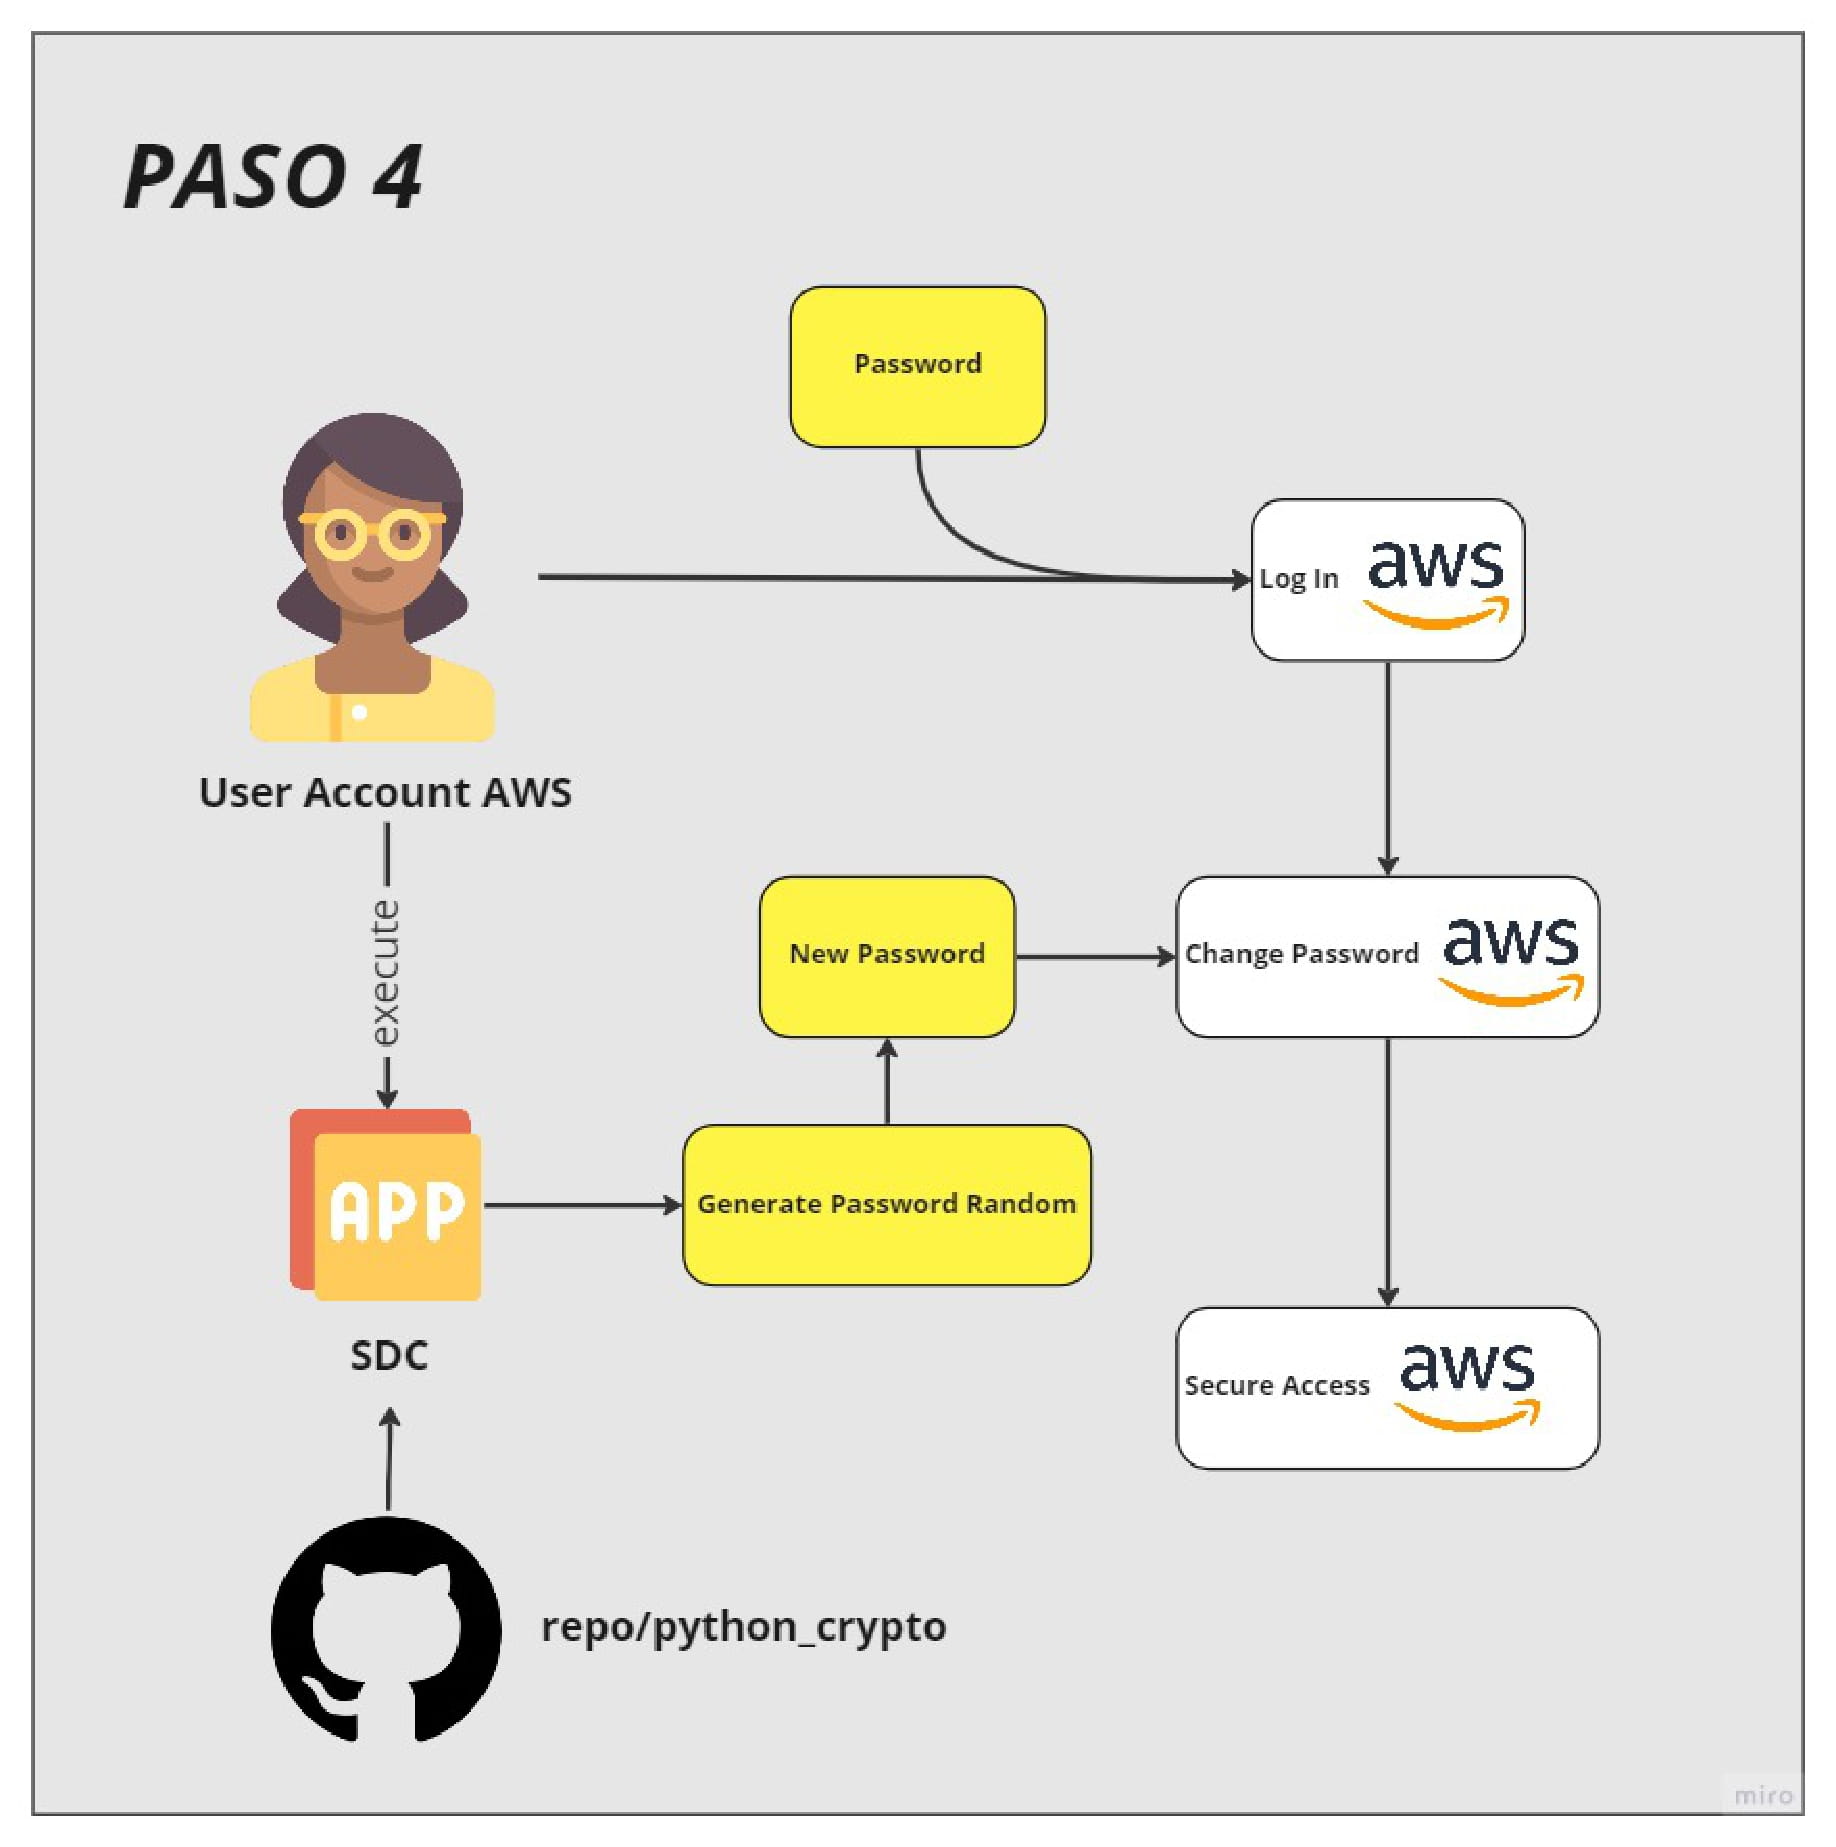 PASO 4
Password
Log In
aws
User Account AWS
execute
New Password
Change Password
aws
APP
Generate Password Random
SDC
Secure Access
aws
repo/python_crypto
miro